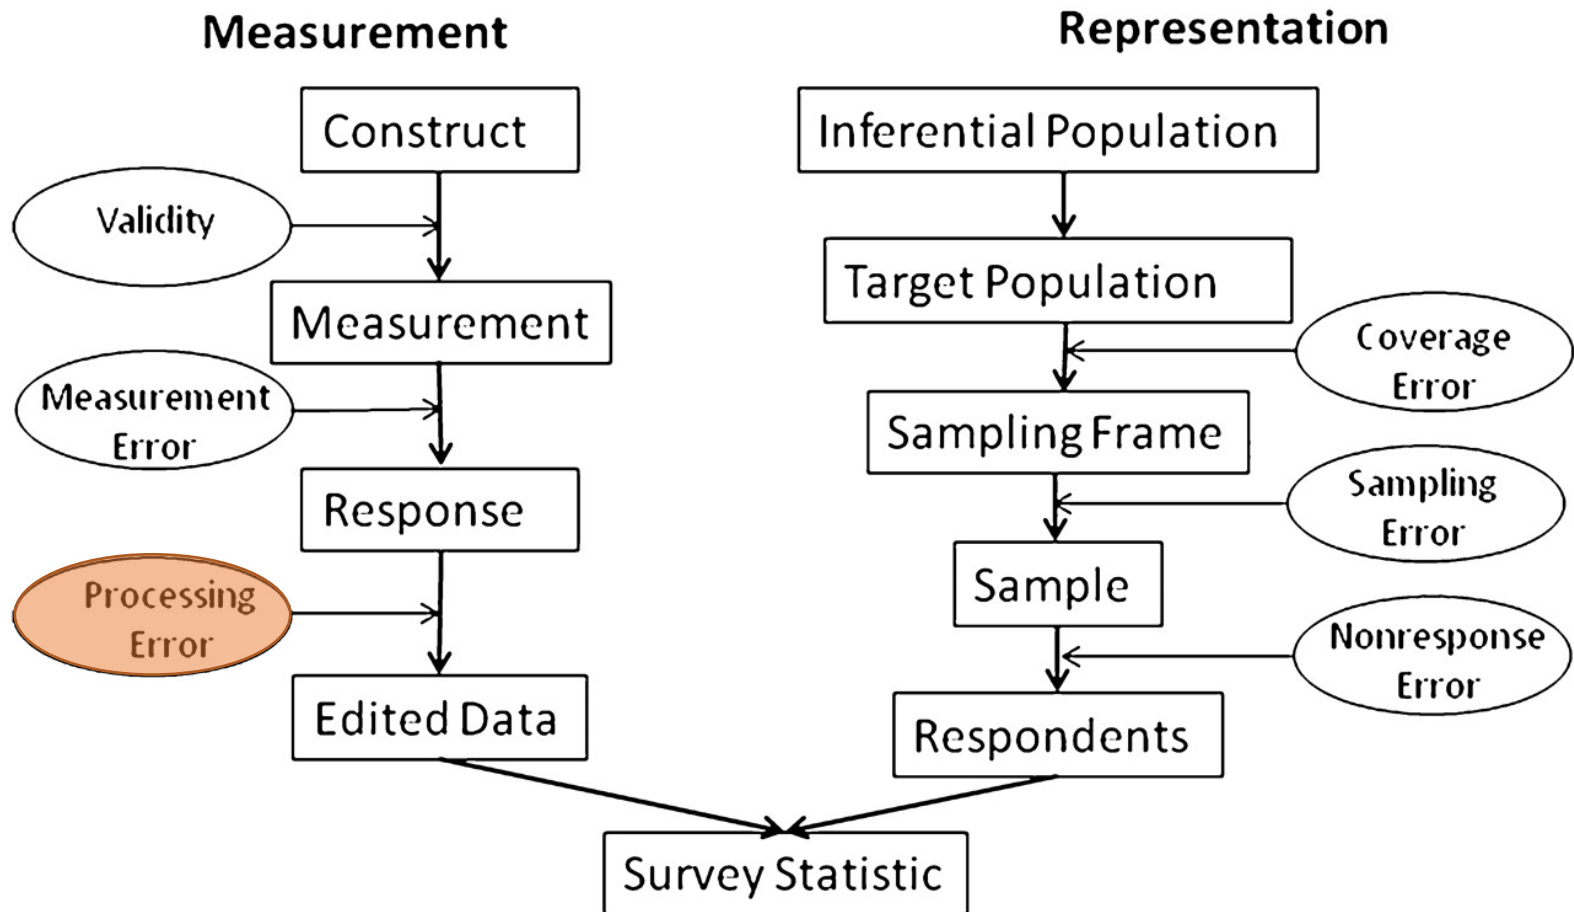 Measurement
Representation
Construct
Inferential Population
Validity
Target Population
Measurement
Coverage
Error
Measurement
Error
Sampling Frame
Response
Sampling
Error
Processing
Error
Sample
Nonresponse
Error
Edited Data
Respondents
Survey Statistic